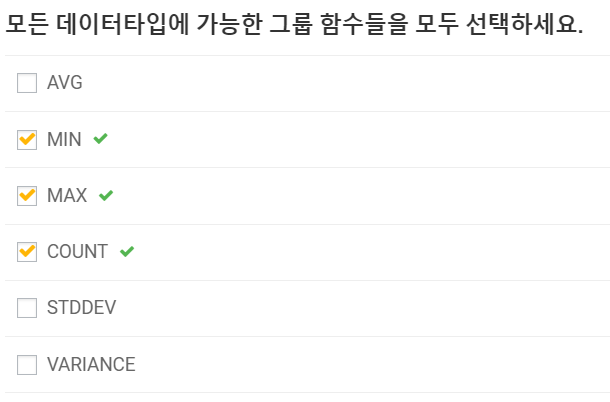 모든 데이터타입에 가능한 그룹 함수들을 모두 선택하세요.
AVG
MIN
MAX
COUNT
STDDEV
VARIANCE